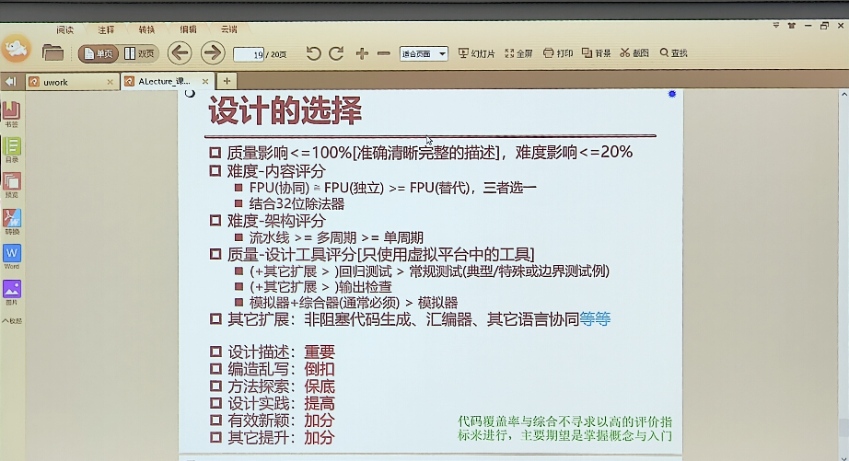 阅读 注释 转换 编辑 云端
单页 双页 19 / 20页 适合页面 幻灯片 全屏 打印 背景 截图 查找
uwork ALecture_课...
书签
目录
预览
转换
Word
图片
设计的选择
质量影响<=100%[准确清晰完整的描述]，难度影响<=20%
难度-内容评分
FPU(协同) ≅ FPU(独立) >= FPU(替代)，三者选一
结合32位除法器
难度-架构评分
流水线 >= 多周期 >= 单周期
质量-设计工具评分[只使用虚拟平台中的工具]
(+其它扩展 > )回归测试 > 常规测试(典型/特殊或边界测试例)
(+其它扩展 > )输出检查
模拟器+综合器(通常必须) > 模拟器
其它扩展：非阻塞代码生成、汇编器、其它语言协同等等
设计描述：重要
编造乱写：倒扣
方法探索：保底
设计实践：提高
有效新颖：加分
其它提升：加分
代码覆盖率与综合不寻求以高的评价指
标来进行，主要期望是掌握概念与入门